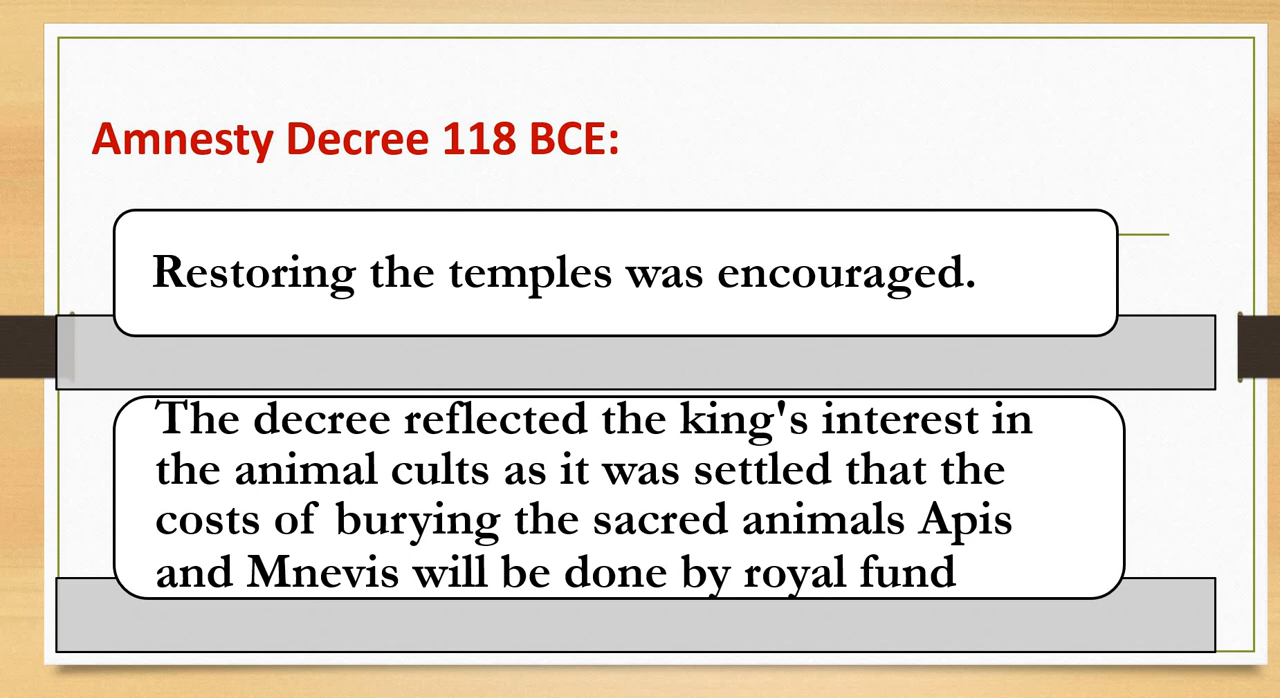 Amnesty Decree 118 BCE:
Restoring the temples was encouraged.
The decree reflected the king's interest in
the animal cults as it was settled that the
costs of burying the sacred animals Apis
and Mnevis will be done by royal fund